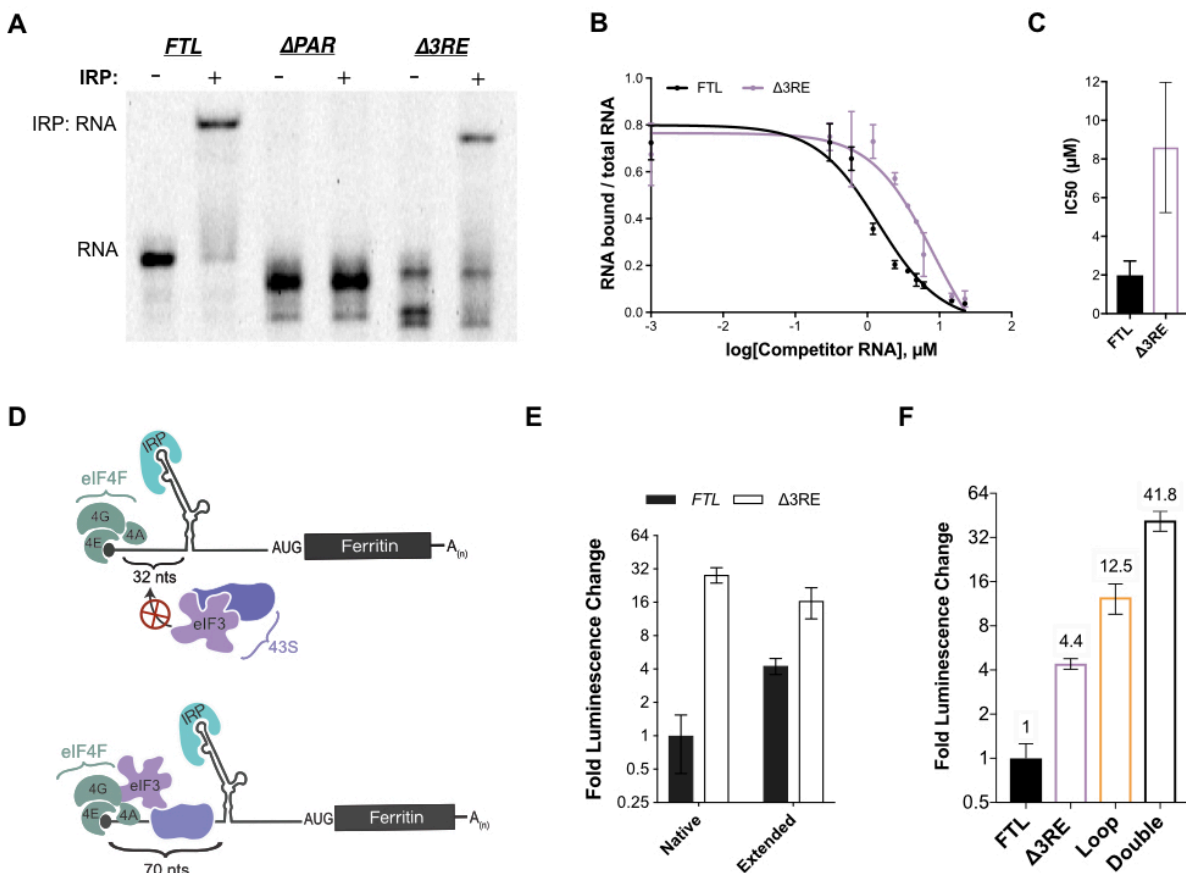 A
FTL ΔPAR Δ3RE
IRP: - + - + - +
IRP: RNA
RNA
B
FTL Δ3RE
RNA bound / total RNA
1.0
0.8
0.6
0.4
0.2
0.0
-3 -2 -1 0 1 2
log[Competitor RNA], μM
C
IC50 (μM)
12
10
8
6
4
2
0
FTL Δ3RE
D
IRP
eIF4F
4G
4A
4E
AUG Ferritin A(n)
32 nts
eIF3
43S
IRP
eIF4F
4G eIF3
4E 4A
AUG Ferritin A(n)
70 nts
E
FTL Δ3RE
Fold Luminescence Change
64
32
16
8
4
2
1
0.5
0.25
Native Extended
F
Fold Luminescence Change
64
32
16
8
4
2
1
0.5
1
4.4
12.5
41.8
FTL Δ3RE Loop Double